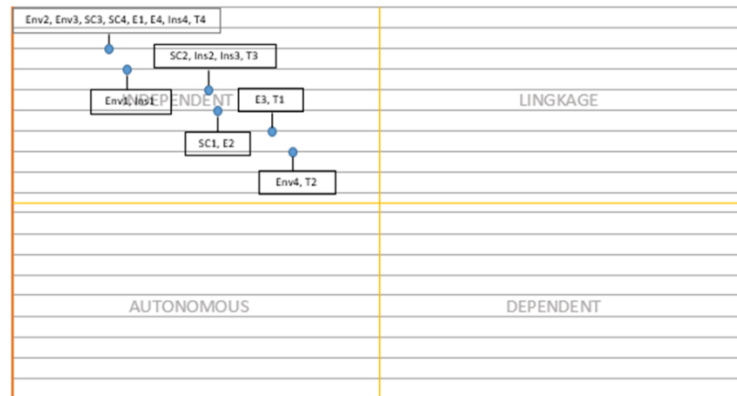 Env2, Env3, SC3, SC4, E1, E4, Ins4, T4
SC2, Ins2, Ins3, T3
Env1, Ins1
INDEPENDENT
E3, T1
LINGKAGE
SC1, E2
Env4, T2
AUTONOMOUS
DEPENDENT